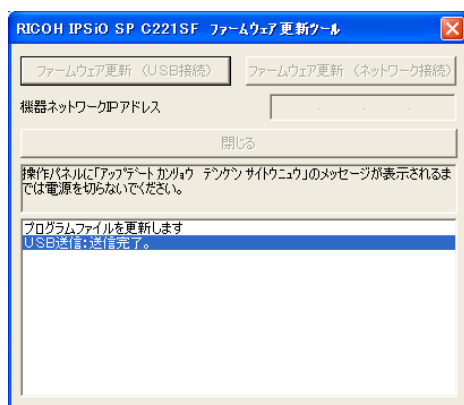 RICOH IPSiO SP C221SF ファームウェア更新ツール
ファームウェア更新 (USB接続)
ファームウェア更新 (ネットワーク接続)
機器ネットワークIPアドレス
閉じる
操作パネルに「アップデート カンリョウ デンゲン サイトウニュウ」のメッセージが表示されるま
では電源を切らないでください。
プログラムファイルを更新します
USB送信:送信完了。